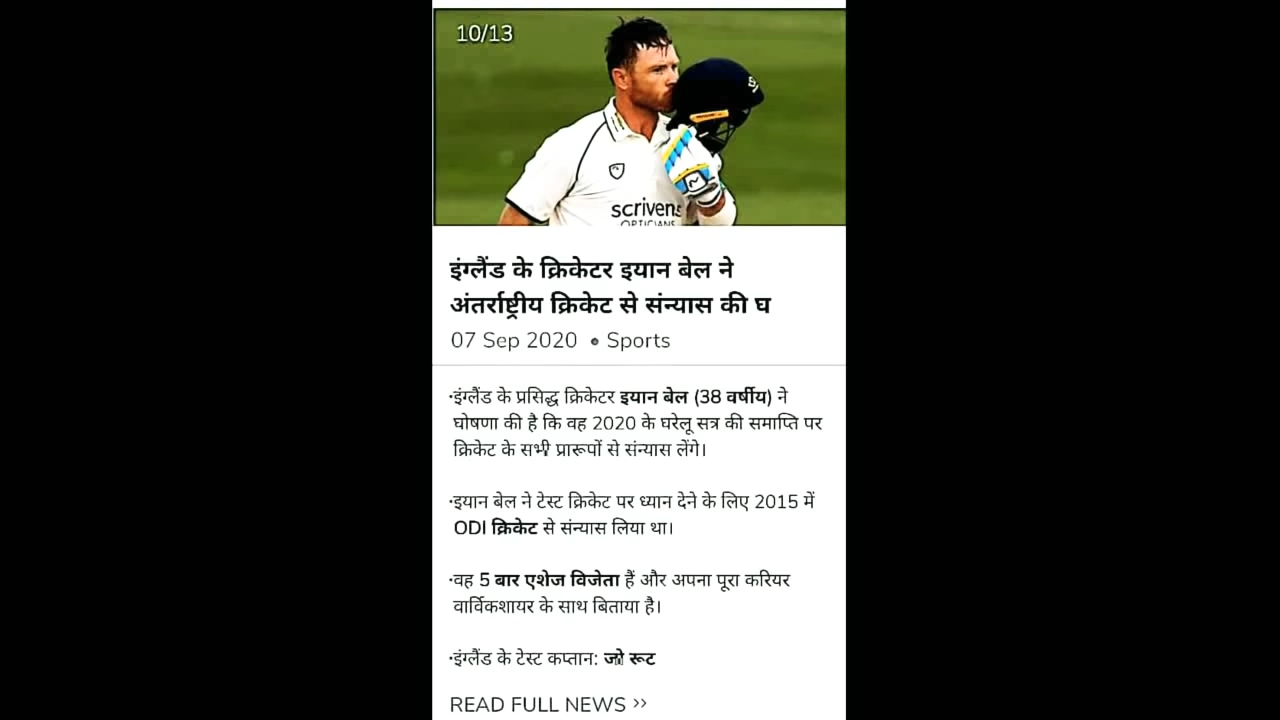 10/13
scrivens
OPTICIANS
इंग्लैंड के क्रिकेटर इयान बेल ने
अंतर्राष्ट्रीय क्रिकेट से संन्यास की घ
07 Sep 2020 • Sports
·इंग्लैंड के प्रसिद्ध क्रिकेटर इयान बेल (38 वर्षीय) ने
घोषणा की है कि वह 2020 के घरेलू सत्र की समाप्ति पर
क्रिकेट के सभी प्रारूपों से संन्यास लेंगे।
·इयान बेल ने टेस्ट क्रिकेट पर ध्यान देने के लिए 2015 में
ODI क्रिकेट से संन्यास लिया था।
·वह 5 बार एशेज विजेता हैं और अपना पूरा करियर
वार्विकशायर के साथ बिताया है।
·इंग्लैंड के टेस्ट कप्तान: जो रूट
READ FULL NEWS >>